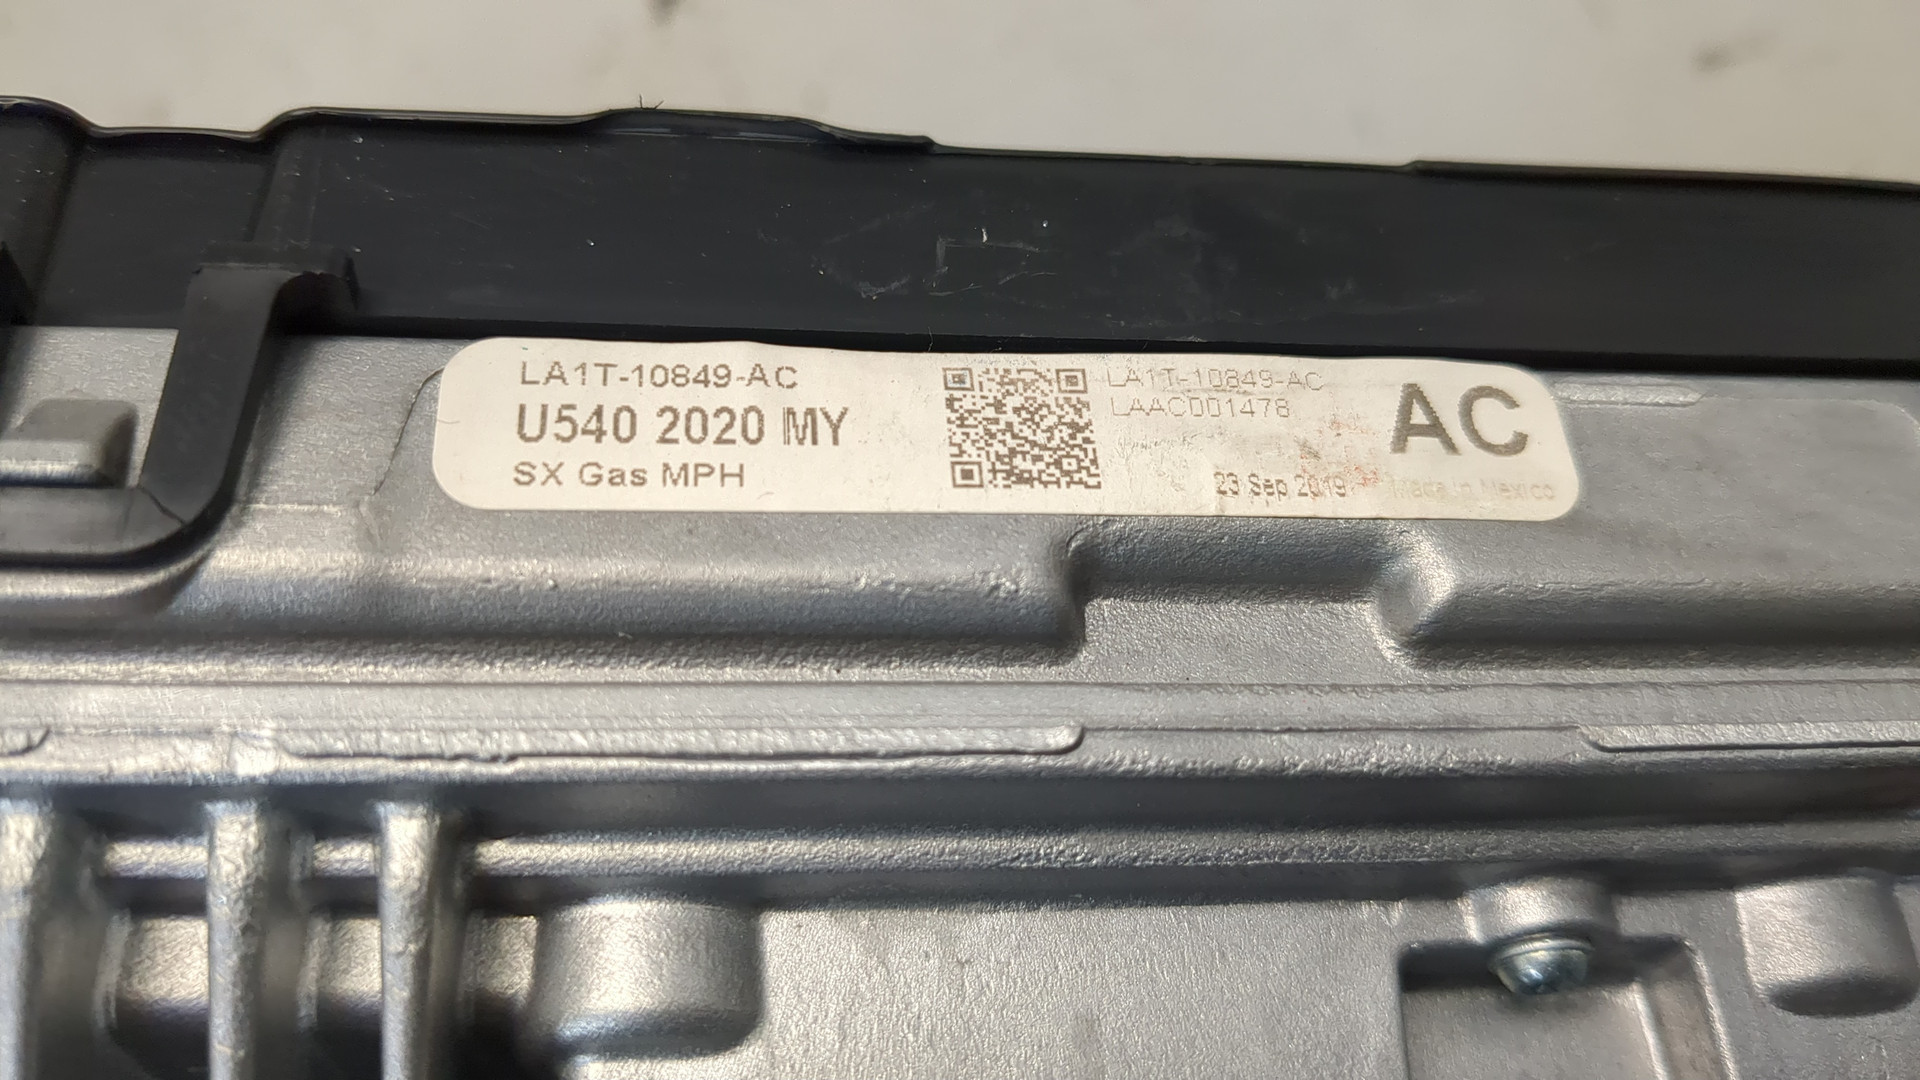 LA1T-10849-AC
U540 2020 MY
SX Gas MPH
LA1T-10849-AC
LAAC001478
AC
23 Sep 2019
Made in Mexico